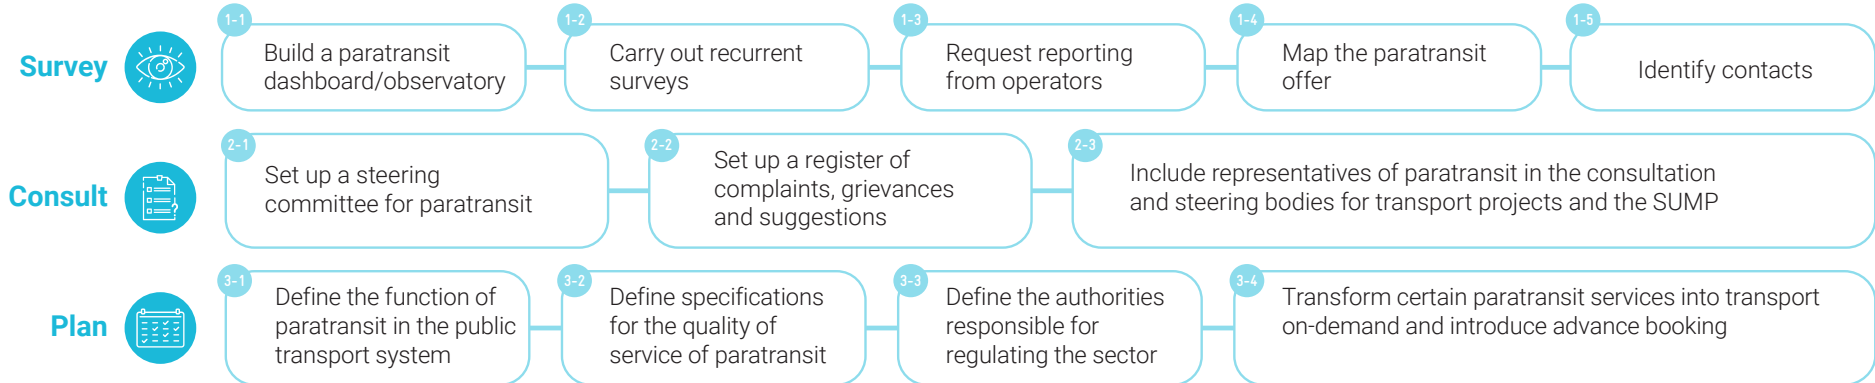 Survey
1-1
Build a paratransit
dashboard/observatory
1-2
Carry out recurrent
surveys
1-3
Request reporting
from operators
1-4
Map the paratransit
offer
1-5
Identify contacts
Consult
2-1
Set up a steering
committee for paratransit
2-2
Set up a register of
complaints, grievances
and suggestions
2-3
Include representatives of paratransit in the consultation
and steering bodies for transport projects and the SUMP
Plan
3-1
Define the function of
paratransit in the public
transport system
3-2
Define specifications
for the quality of
service of paratransit
3-3
Define the authorities
responsible for
regulating the sector
3-4
Transform certain paratransit services into transport
on-demand and introduce advance booking